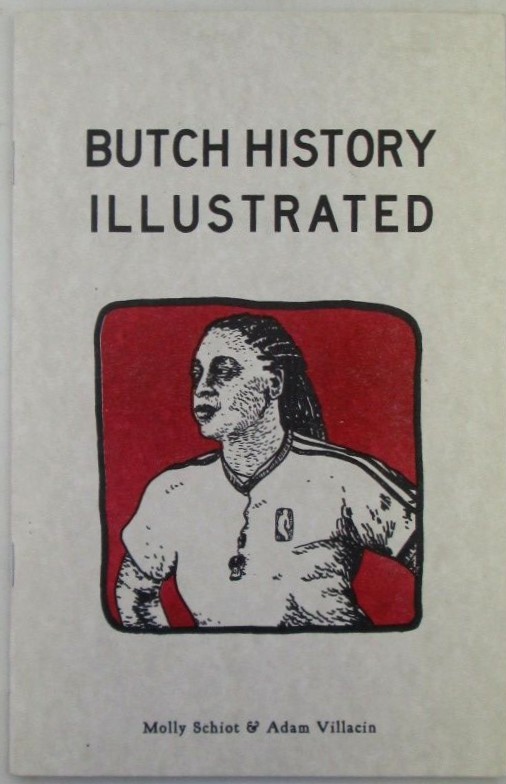 BUTCH HISTORY
ILLUSTRATED
Molly Schiot & Adam Villacin